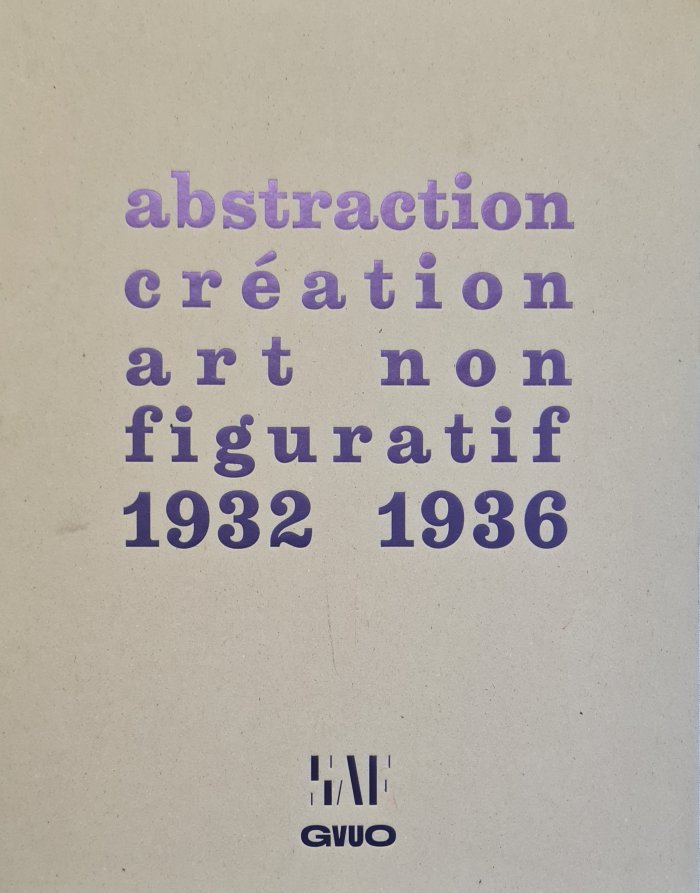 abstraction
création
art non
figuratif
1932 1936
GVUO